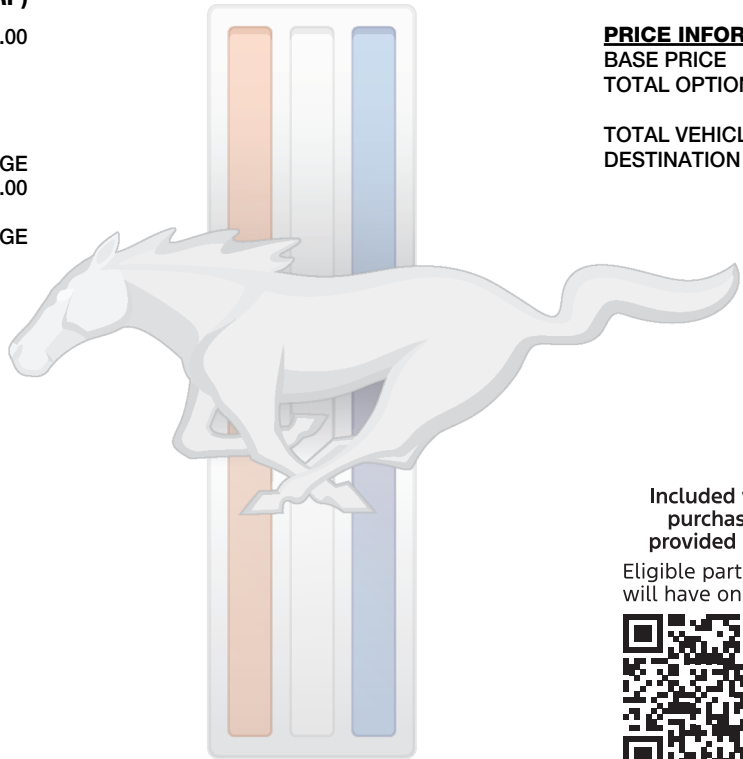 .00
GE
.00
GE
PRICE INFOR
BASE PRICE
TOTAL OPTION
TOTAL VEHICL
DESTINATION
Included
purchas
provided
Eligible part
will have on